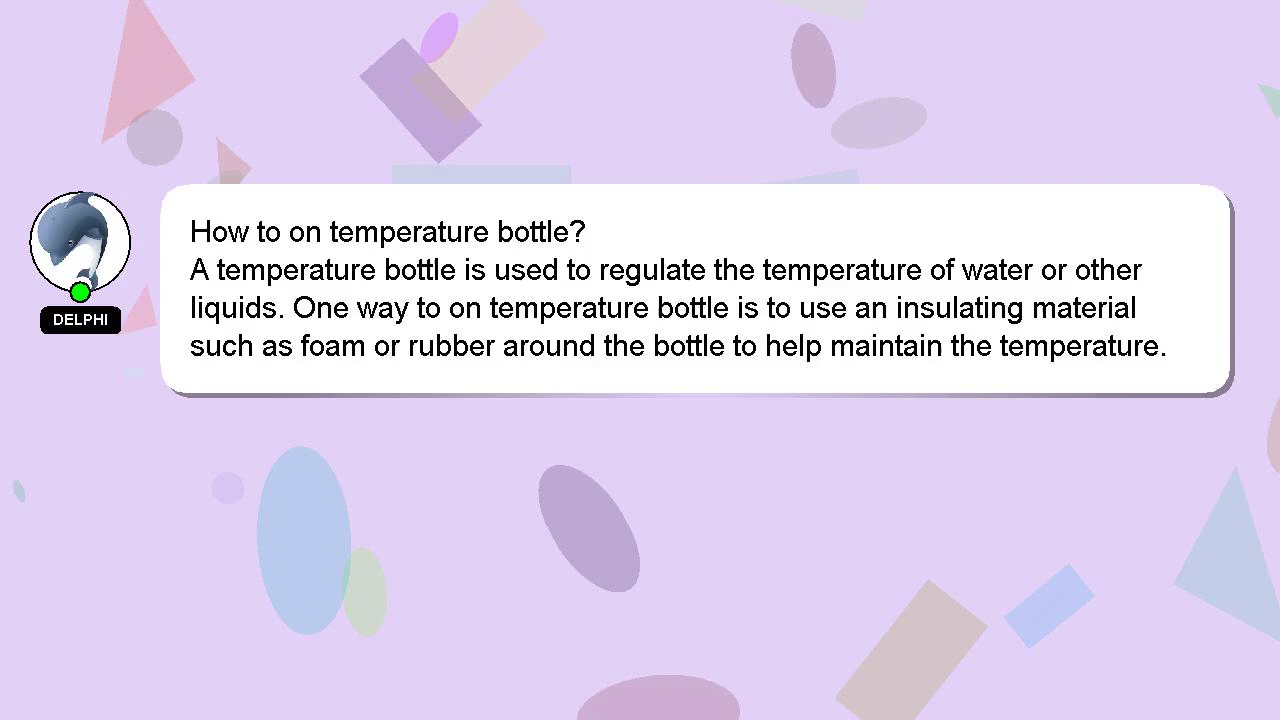 How to on temperature bottle?
A temperature bottle is used to regulate the temperature of water or other
liquids. One way to on temperature bottle is to use an insulating material
such as foam or rubber around the bottle to help maintain the temperature.
DELPHI